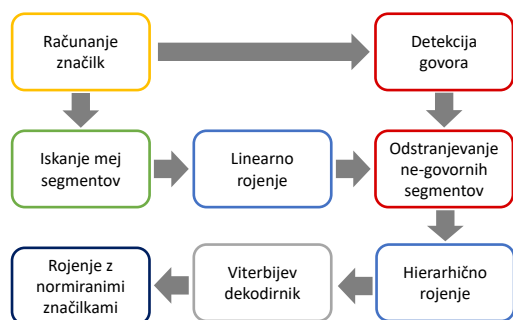 Računanje
značilk
Detekcija
govora
Iskanje mej
segmentov
Linearno
rojenje
Odstranjevanje
ne-govornih
segmentov
Rojenje z
normiranimi
značilkami
Viterbijev
dekodirnik
Hierarhično
rojenje